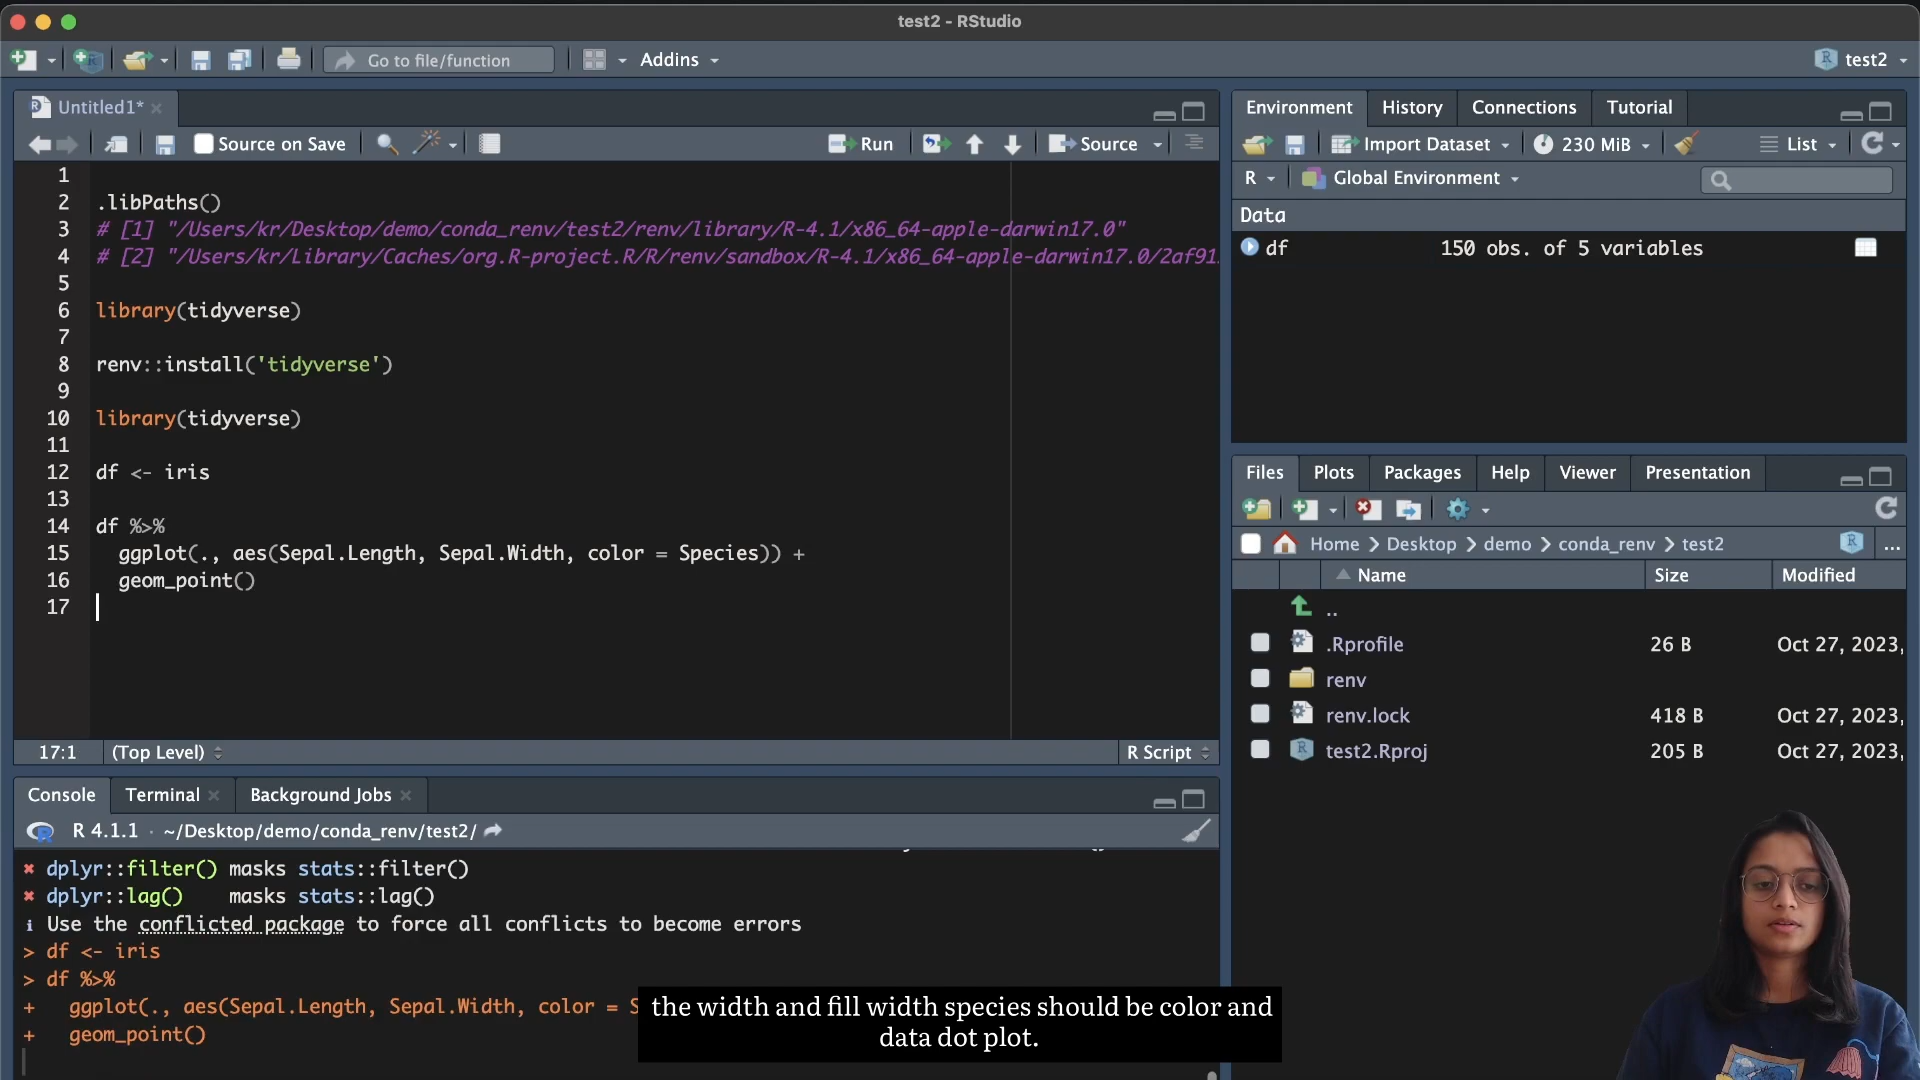 test2 - RStudio
Go to file/function
Addins
test2
Untitled1*
Source on Save
Run
Source
1
2 .libPaths()
3 # [1] "/Users/kr/Desktop/demo/conda_renv/test2/renv/library/R-4.1/x86_64-apple-darwin17.0"
4 # [2] "/Users/kr/Library/Caches/org.R-project.R/R/renv/sandbox/R-4.1/x86_64-apple-darwin17.0/2af91
5
6 library(tidyverse)
7
8 renv::install('tidyverse')
9
10 library(tidyverse)
11
12 df <- iris
13
14 df %>%
15 ggplot(., aes(Sepal.Length, Sepal.Width, color = Species)) +
16 geom_point()
17
17:1 (Top Level) R Script
Console Terminal Background Jobs
R 4.1.1 · ~/Desktop/demo/conda_renv/test2/
✖ dplyr::filter() masks stats::filter()
✖ dplyr::lag() masks stats::lag()
ℹ Use the conflicted package to force all conflicts to become errors
> df <- iris
> df %>%
+ ggplot(., aes(Sepal.Length, Sepal.Width, color = S
+ geom_point()
Environment History Connections Tutorial
Import Dataset 230 MiB List
R Global Environment
Data
df 150 obs. of 5 variables
Files Plots Packages Help Viewer Presentation
Home > Desktop > demo > conda_renv > test2 ...
Name Size Modified
..
.Rprofile 26 B Oct 27, 2023,
renv
renv.lock 418 B Oct 27, 2023,
test2.Rproj 205 B Oct 27, 2023,
the width and fill width species should be color and
data dot plot.